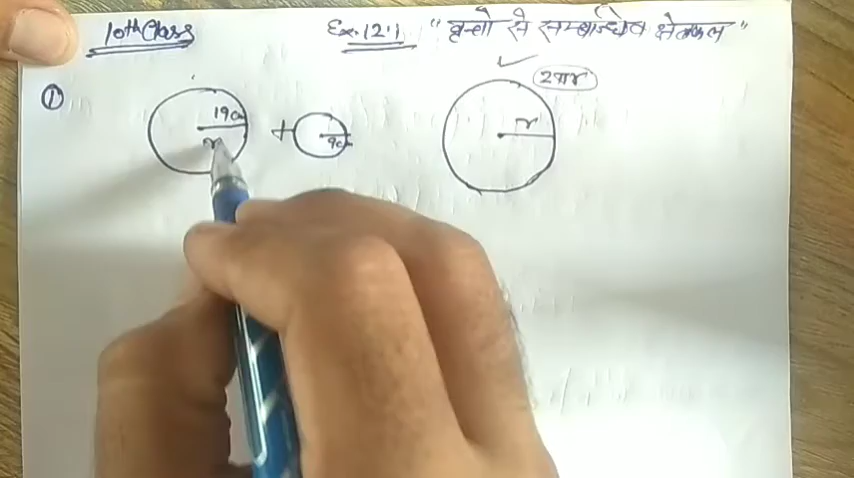 10th Class
Ex. 12.1 "वृत्तो से सम्बन्धित क्षेत्रफल"
①
19cm
r
+
9cm
r
2πr